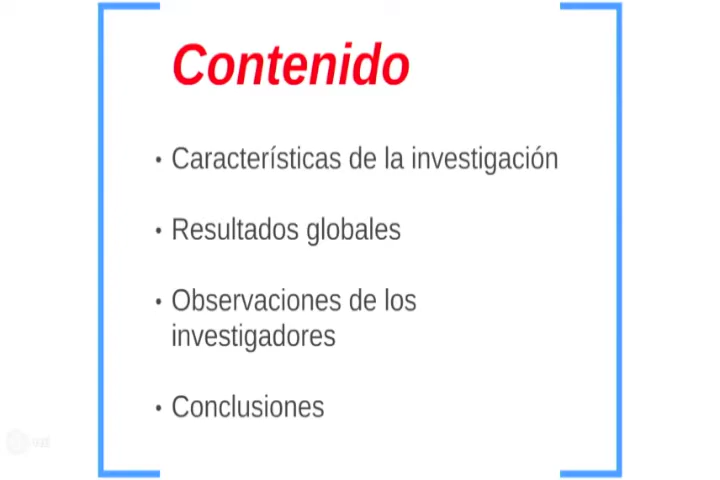 Contenido
• Características de la investigación
• Resultados globales
• Observaciones de los
investigadores
• Conclusiones